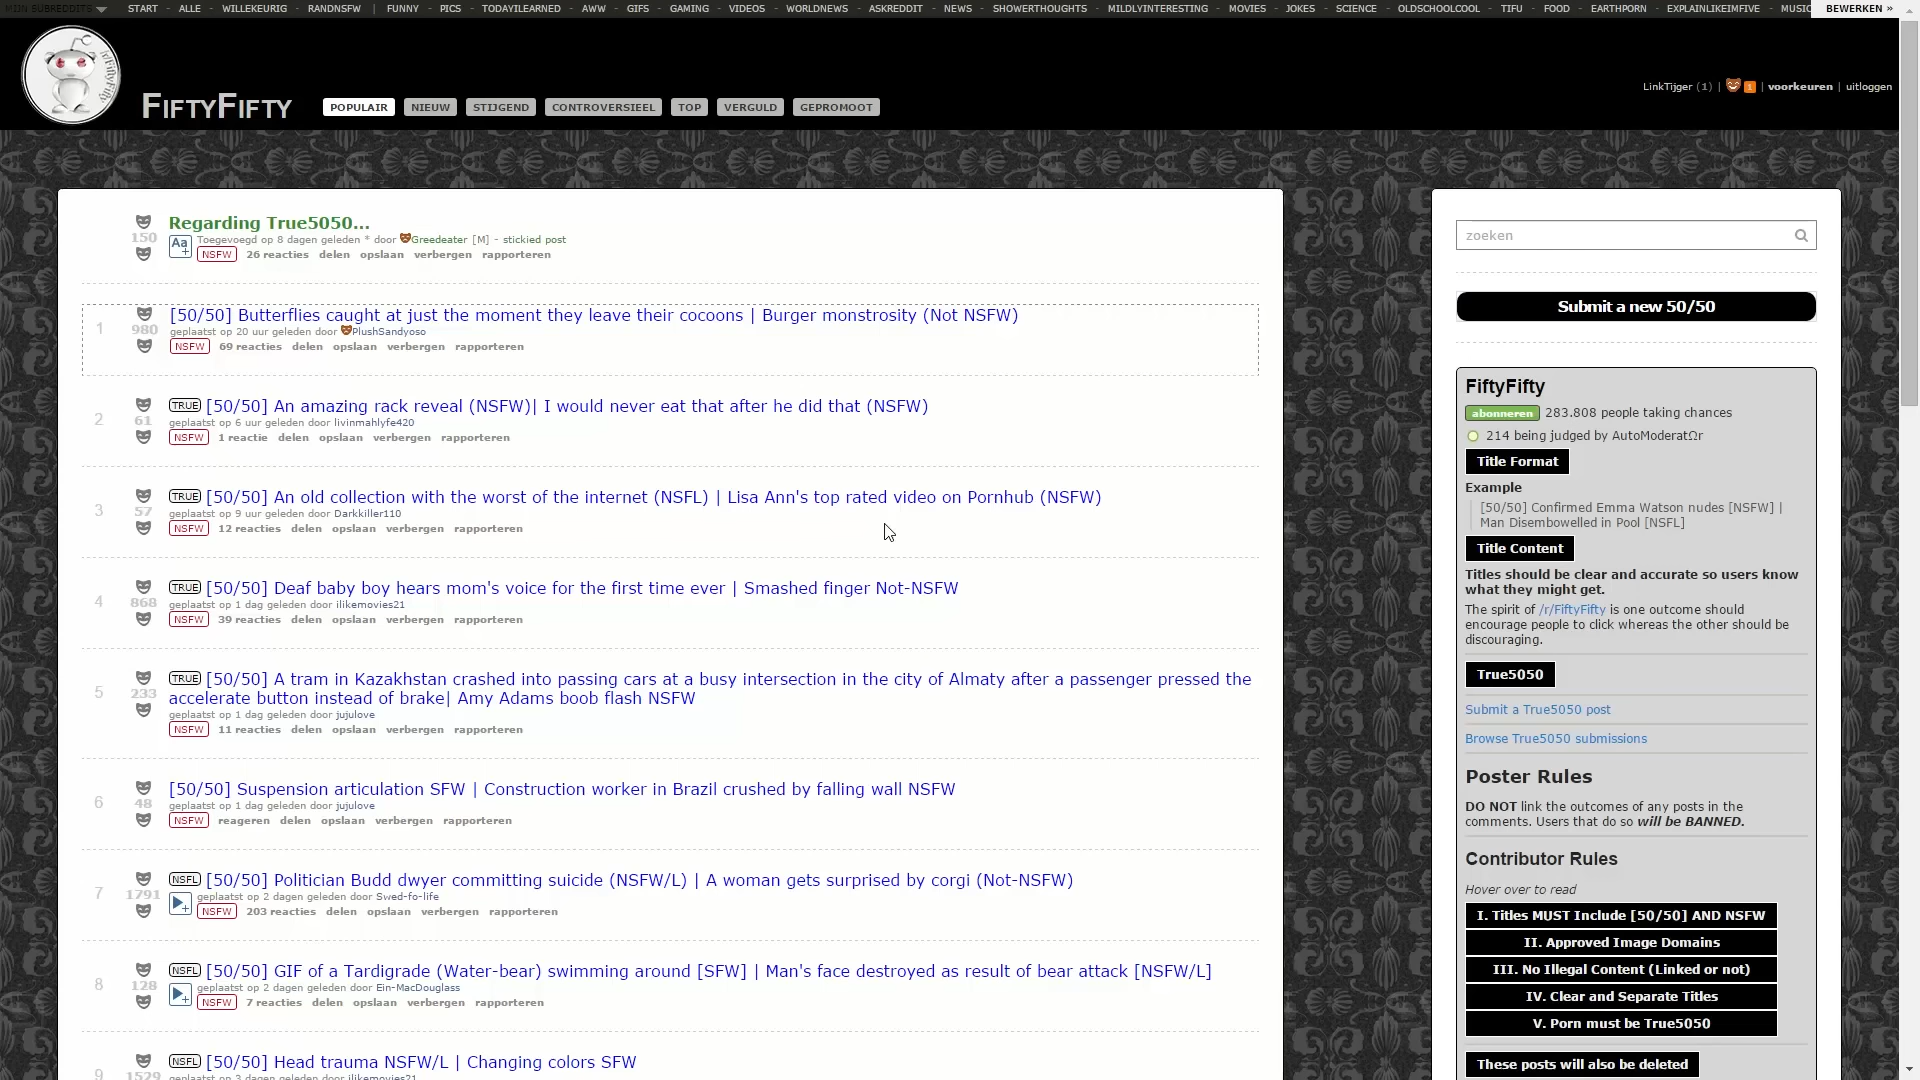 MIJN SUBREDDITS START - ALLE - WILLEKEURIG - RANDNSFW | FUNNY - PICS - TODAYILEARNED - AWW - GIFS - GAMING - VIDEOS - WORLDNEWS - ASKREDDIT - NEWS - SHOWERTHOUGHTS - MILDLYINTERESTING - MOVIES - JOKES - SCIENCE - OLDSCHOOLCOOL - TIFU - FOOD - EARTHPORN - EXPLAINLIKEIMFIVE - MUSIC BEWERKEN »
FIFTYFIFTY POPULAIR NIEUW STIJGEND CONTROVERSIEEL TOP VERGULD GEPROMOOT
LinkTijger (1) | 1 | voorkeuren | uitloggen
Regarding True5050...
150
Aa+
Toegevoegd op 8 dagen geleden * door Greedeater [M] - stickied post
NSFW 26 reacties delen opslaan verbergen rapporteren
1
980
[50/50] Butterflies caught at just the moment they leave their cocoons | Burger monstrosity (Not NSFW)
geplaatst op 20 uur geleden door PlushSandyoso
NSFW 69 reacties delen opslaan verbergen rapporteren
2
61
TRUE [50/50] An amazing rack reveal (NSFW)| I would never eat that after he did that (NSFW)
geplaatst op 6 uur geleden door livinmahlyfe420
NSFW 1 reactie delen opslaan verbergen rapporteren
3
57
TRUE [50/50] An old collection with the worst of the internet (NSFL) | Lisa Ann's top rated video on Pornhub (NSFW)
geplaatst op 9 uur geleden door Darkkiller110
NSFW 12 reacties delen opslaan verbergen rapporteren
4
868
TRUE [50/50] Deaf baby boy hears mom's voice for the first time ever | Smashed finger Not-NSFW
geplaatst op 1 dag geleden door ilikemovies21
NSFW 39 reacties delen opslaan verbergen rapporteren
5
233
TRUE [50/50] A tram in Kazakhstan crashed into passing cars at a busy intersection in the city of Almaty after a passenger pressed the
accelerate button instead of brake| Amy Adams boob flash NSFW
geplaatst op 1 dag geleden door jujulove
NSFW 11 reacties delen opslaan verbergen rapporteren
6
48
[50/50] Suspension articulation SFW | Construction worker in Brazil crushed by falling wall NSFW
geplaatst op 1 dag geleden door jujulove
NSFW reageren delen opslaan verbergen rapporteren
7
1791
NSFL [50/50] Politician Budd dwyer committing suicide (NSFW/L) | A woman gets surprised by corgi (Not-NSFW)
geplaatst op 2 dagen geleden door Swed-fo-life
NSFW 203 reacties delen opslaan verbergen rapporteren
8
128
NSFL [50/50] GIF of a Tardigrade (Water-bear) swimming around [SFW] | Man's face destroyed as result of bear attack [NSFW/L]
geplaatst op 2 dagen geleden door Ein-MacDouglass
NSFW 7 reacties delen opslaan verbergen rapporteren
9
1529
NSFL [50/50] Head trauma NSFW/L | Changing colors SFW
geplaatst op 3 dagen geleden door ilikemovies21
zoeken
Submit a new 50/50
FiftyFifty
abonneren 283.808 people taking chances
214 being judged by AutoModeratΩr
Title Format
Example
[50/50] Confirmed Emma Watson nudes [NSFW] |
Man Disembowelled in Pool [NSFL]
Title Content
Titles should be clear and accurate so users know
what they might get.
The spirit of /r/FiftyFifty is one outcome should
encourage people to click whereas the other should be
discouraging.
True5050
Submit a True5050 post
Browse True5050 submissions
Poster Rules
DO NOT link the outcomes of any posts in the
comments. Users that do so will be BANNED.
Contributor Rules
Hover over to read
I. Titles MUST Include [50/50] AND NSFW
II. Approved Image Domains
III. No Illegal Content (Linked or not)
IV. Clear and Separate Titles
V. Porn must be True5050
These posts will also be deleted